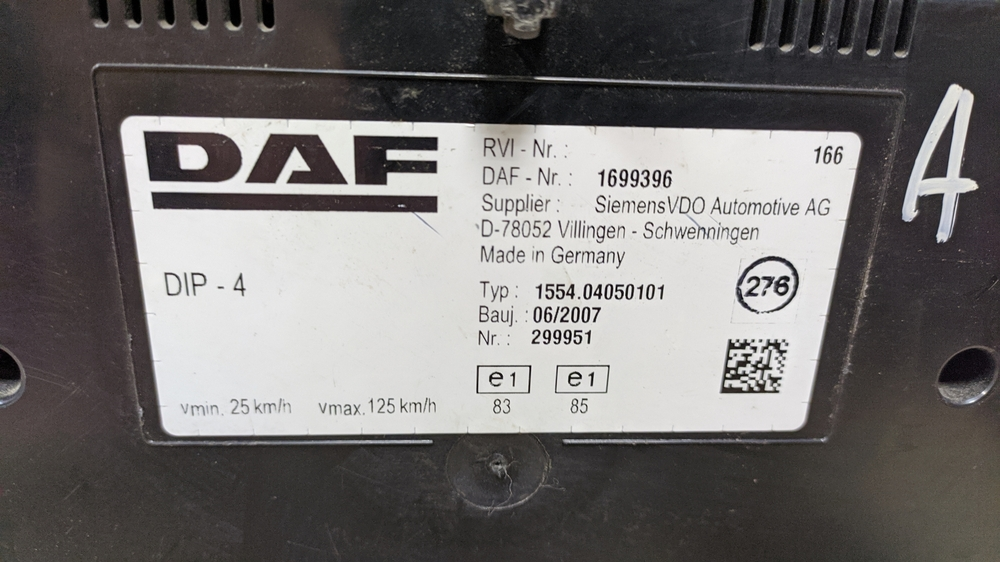 DAF
RVI - Nr. :
166
DAF - Nr. : 1699396
Supplier : SiemensVDO Automotive AG
D-78052 Villingen - Schwenningen
Made in Germany
DIP - 4
Typ : 1554.04050101
Bauj. : 06/2007
Nr. : 299951
276
e1 e1
83 85
vmin. 25 km/h vmax. 125 km/h
A